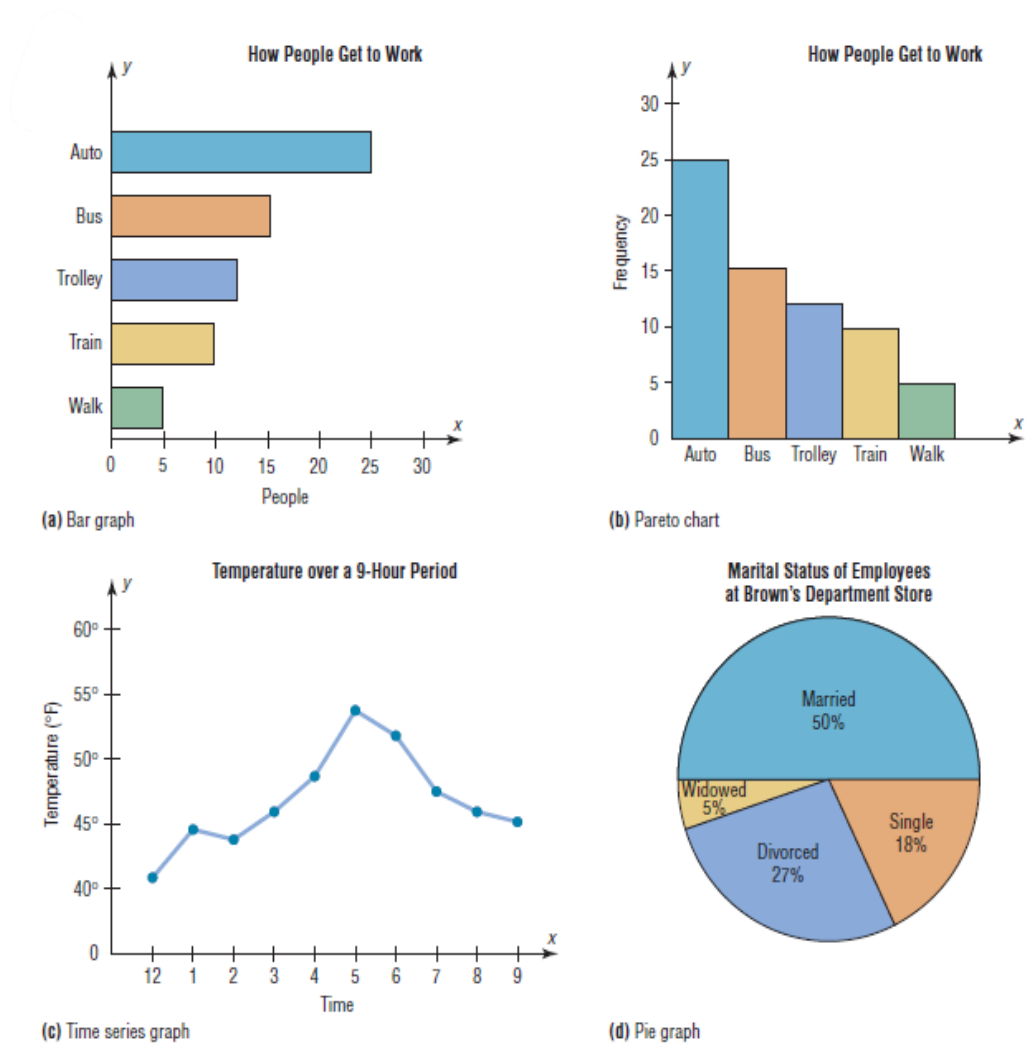 How People Get to Work
y
Auto
Bus
Trolley
Train
Walk
x
0 5 10 15 20 25 30
People
(a) Bar graph
How People Get to Work
y
30
25
20
15
10
5
0
Frequency
x
Auto Bus Trolley Train Walk
(b) Pareto chart
Temperature over a 9-Hour Period
y
60°
55°
50°
45°
40°
0
Temperature (°F)
x
12 1 2 3 4 5 6 7 8 9
Time
(c) Time series graph
Marital Status of Employees
at Brown's Department Store
Married
50%
Widowed
5%
Single
18%
Divorced
27%
(d) Pie graph